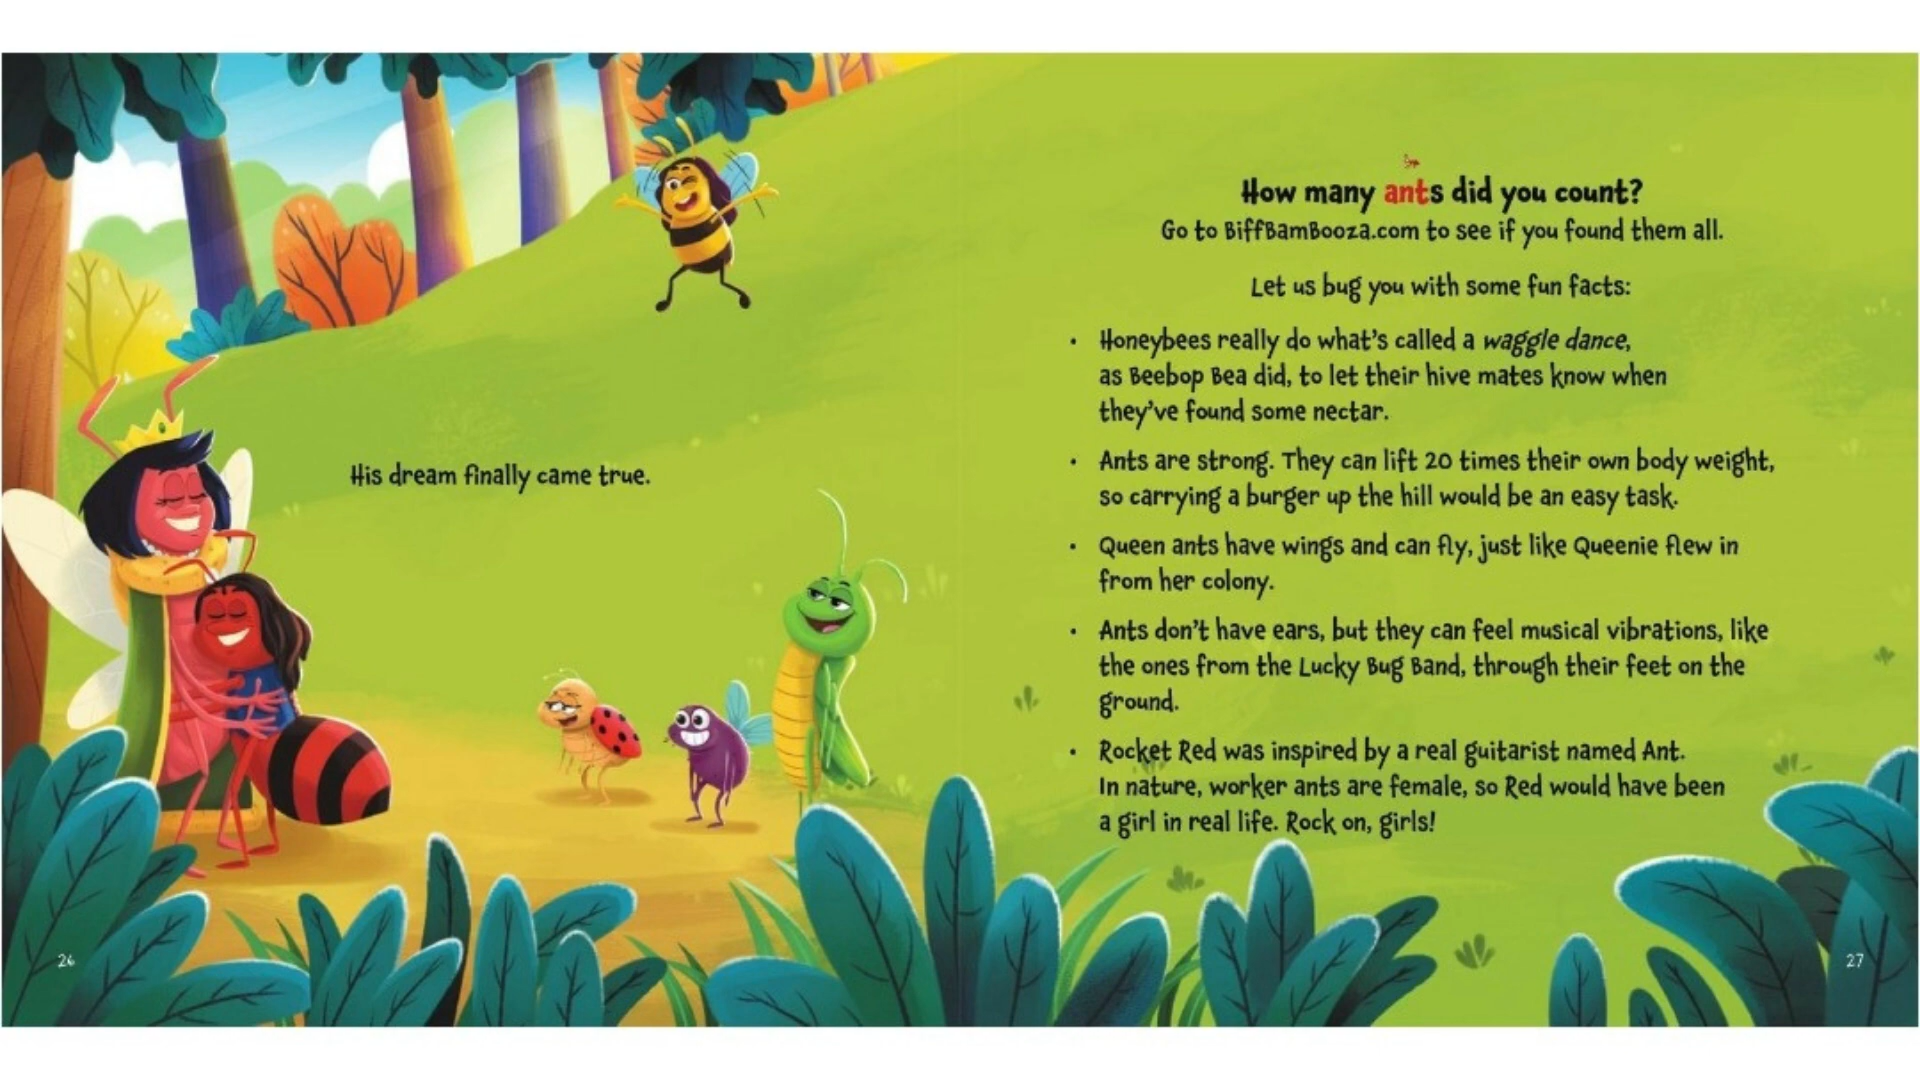 His dream finally came true.
26
How many ants did you count?
Go to BiffBamBooza.com to see if you found them all.
Let us bug you with some fun facts:
• Honeybees really do what's called a waggle dance,
as Beebop Bea did, to let their hive mates know when
they've found some nectar.
• Ants are strong. They can lift 20 times their own body weight,
so carrying a burger up the hill would be an easy task.
• Queen ants have wings and can fly, just like Queenie flew in
from her colony.
• Ants don't have ears, but they can feel musical vibrations, like
the ones from the Lucky Bug Band, through their feet on the
ground.
• Rocket Red was inspired by a real guitarist named Ant.
In nature, worker ants are female, so Red would have been
a girl in real life. Rock on, girls!
27